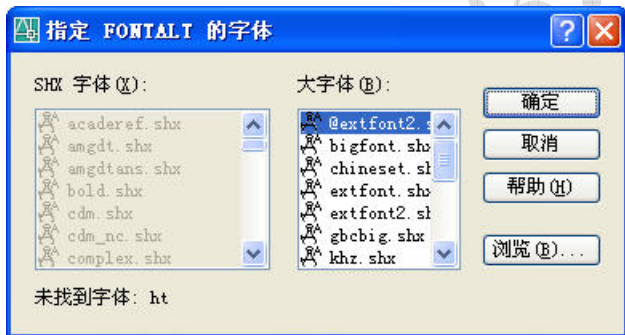 指定 FONTALT 的字体
SHX 字体(X):
acaderef.shx
amgdt.shx
amgdtans.shx
bold.shx
cdm.shx
cdm_nc.shx
complex.shx
大字体(B):
@extfont2.s
bigfont.sh
chineset.sh
extfont.sh
extfont2.sh
gbcbig.shx
khz.shx
确定
取消
帮助(H)
浏览(B)...
未找到字体: ht